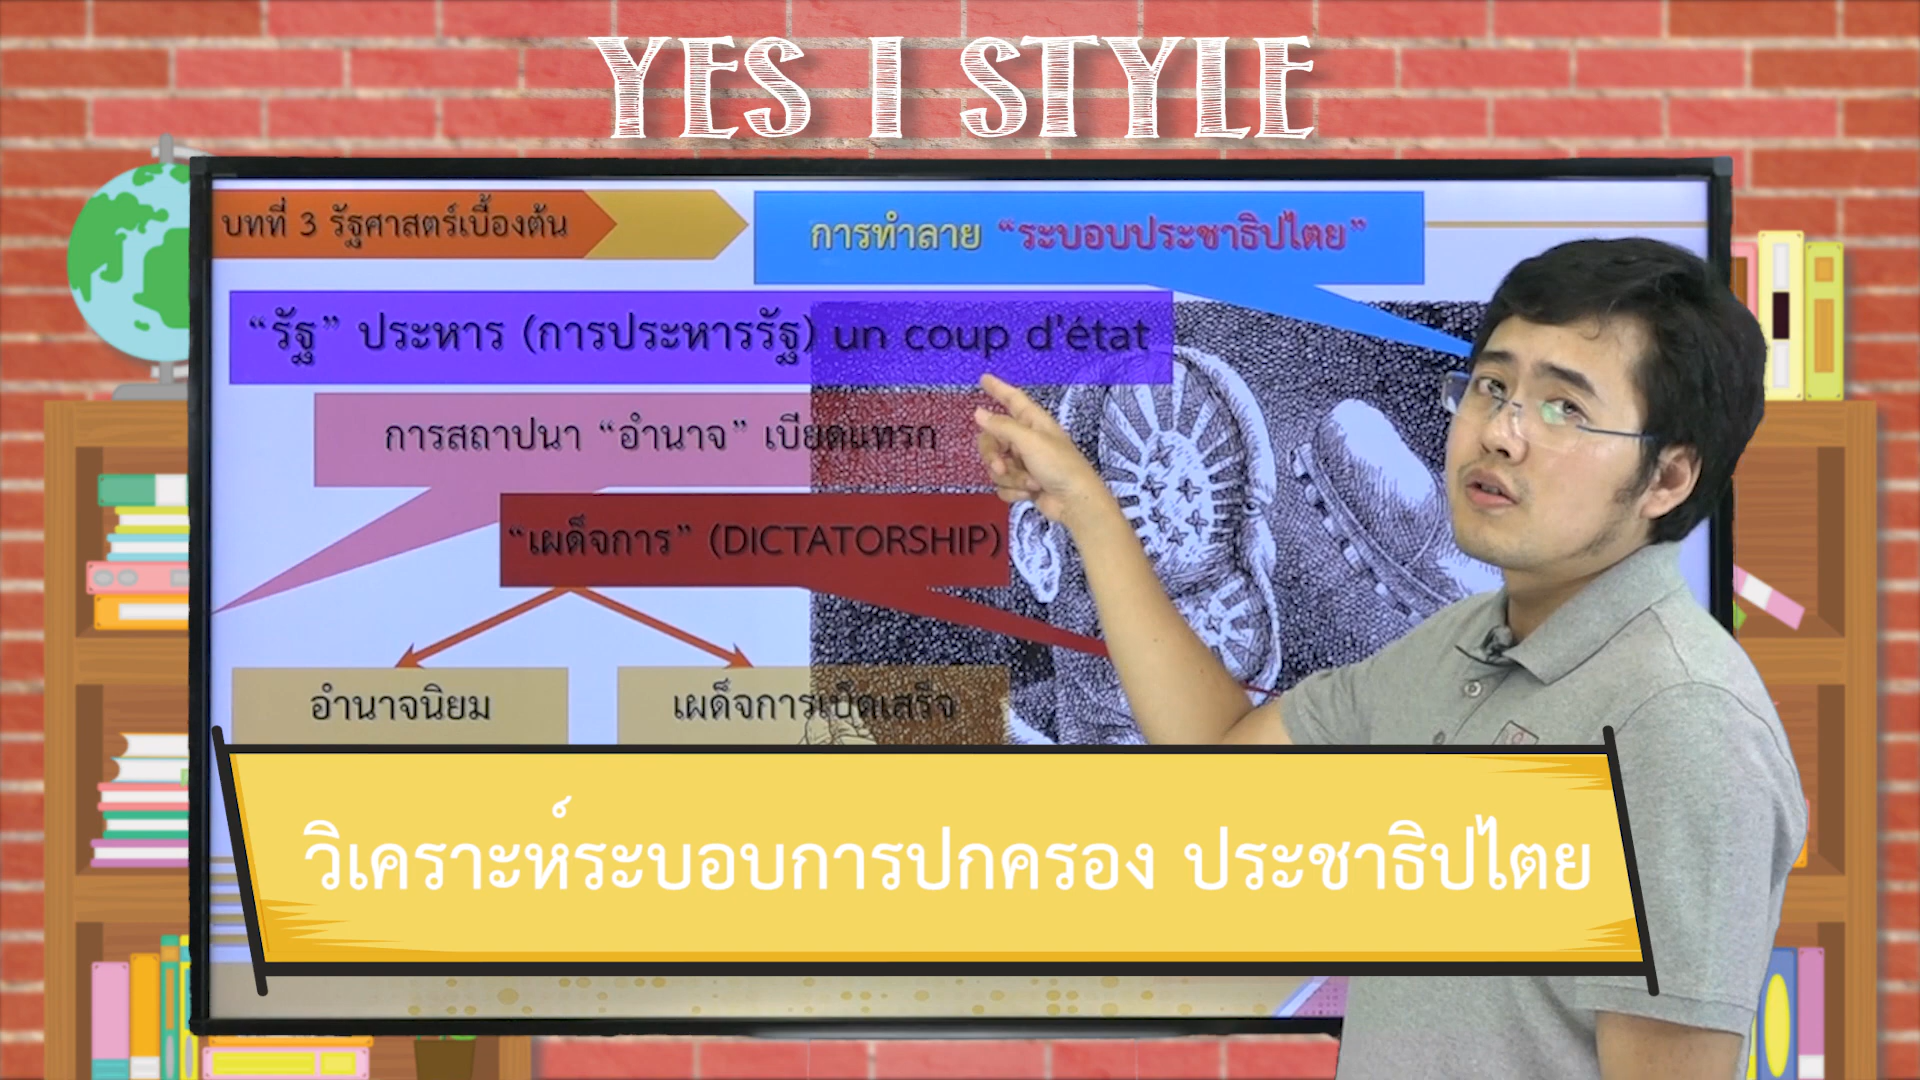 YES I STYLE
บทที่ 3 รัฐศาสตร์เบื้องต้น
การทำลาย “ระบอบประชาธิปไตย”
“รัฐ” ประหาร (การประหารรัฐ) un coup d'état
การสถาปนา “อำนาจ” เบียดแทรก
“เผด็จการ” (DICTATORSHIP)
อำนาจนิยม
เผด็จการเบ็ดเสร็จ
วิเคราะห์ระบอบการปกครอง ประชาธิปไตย